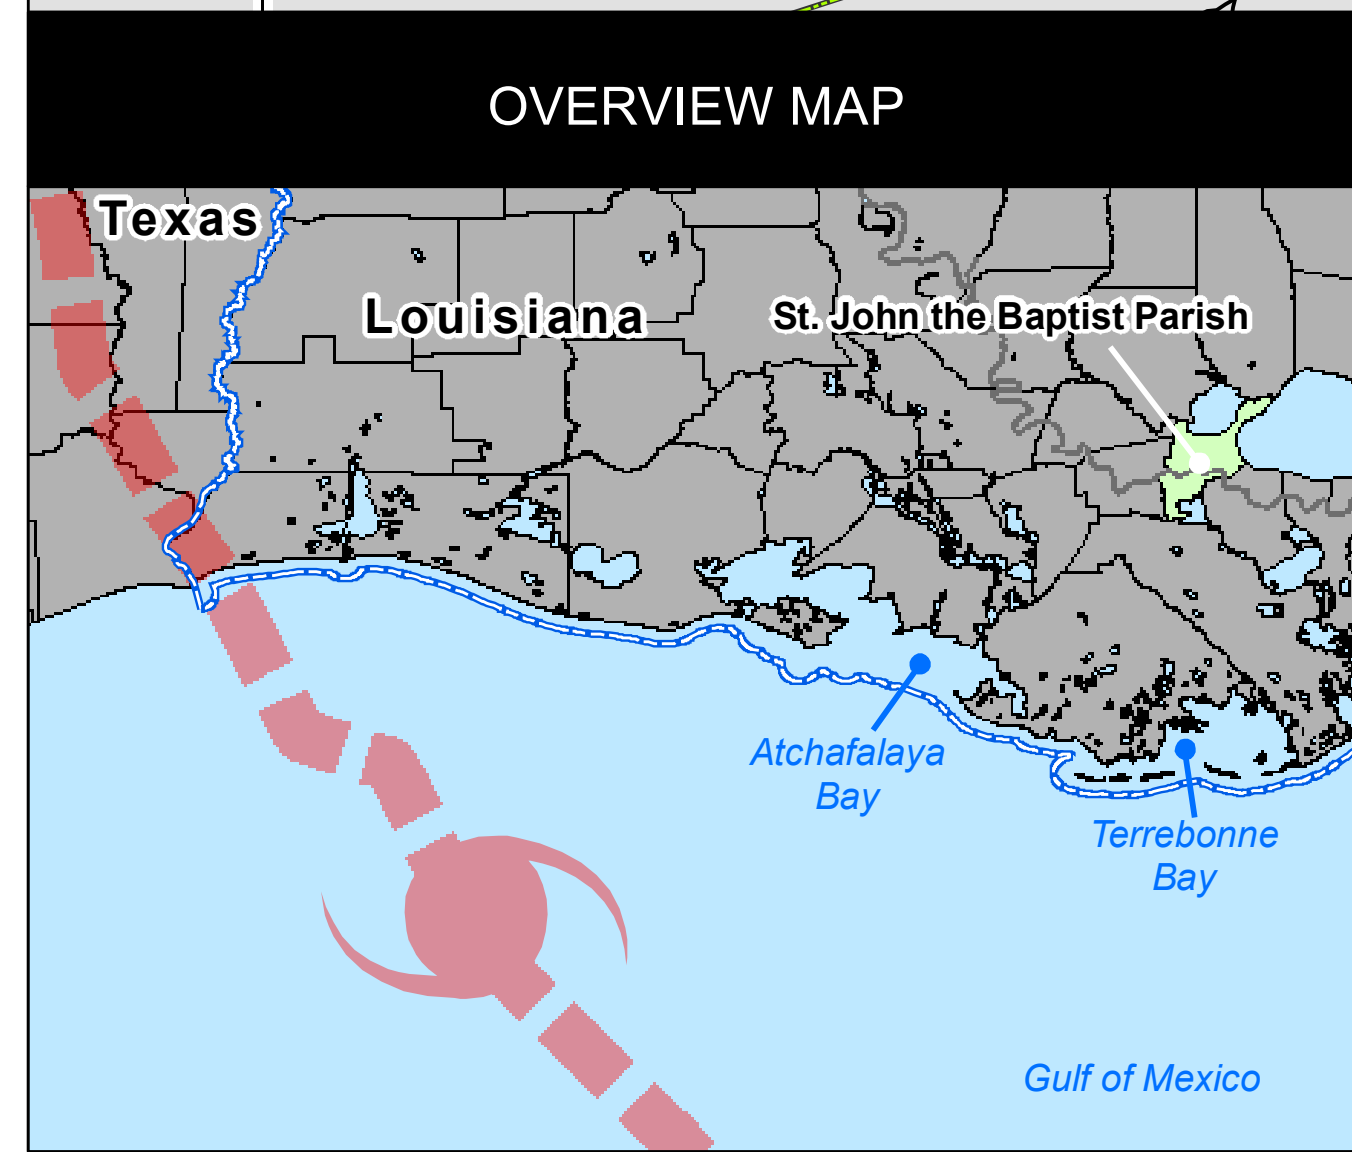 OVERVIEW MAP
Texas
Louisiana
St. John the Baptist Parish
Atchafalaya
Bay
Terrebonne
Bay
Gulf of Mexico